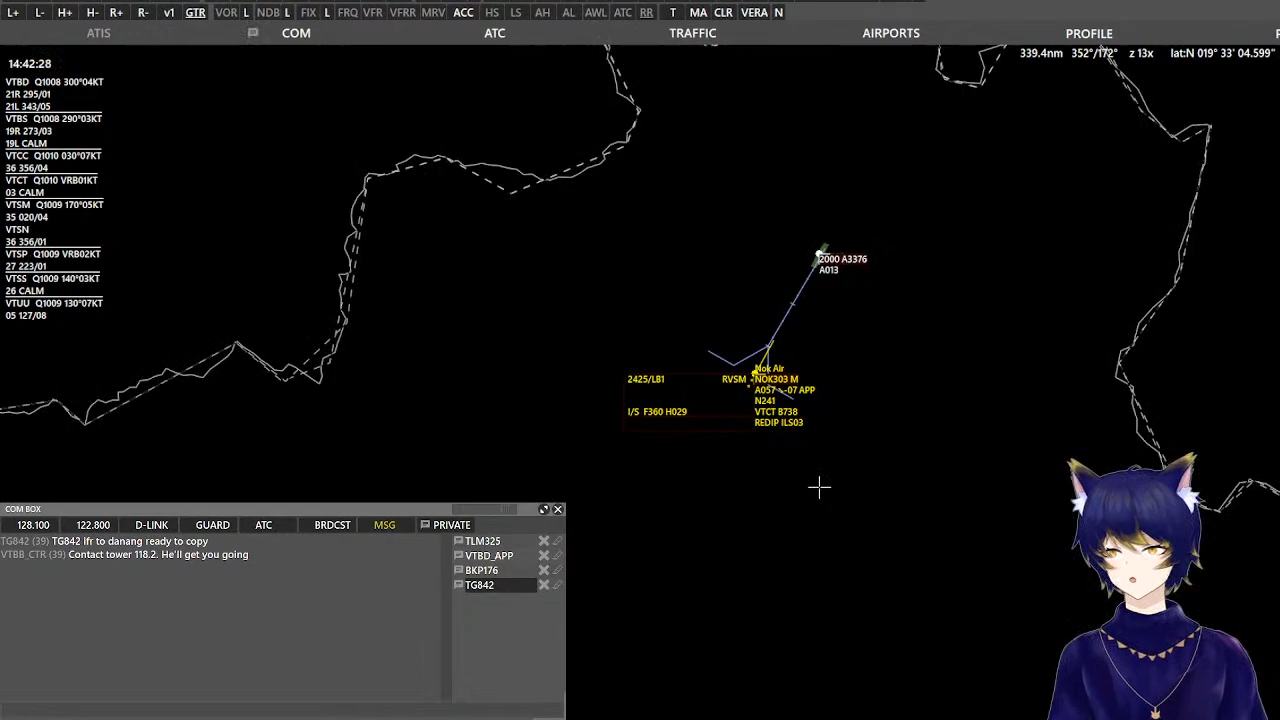 L+ L- H+ H- R+ R- v1 GTR VOR L NDB L FIX L FRQ VFR VFRR MRV ACC HS LS AH AL AWL ATC RR T MA CLR VERA N
ATIS COM ATC TRAFFIC AIRPORTS PROFILE
339.4nm 352°/172° z 13x lat:N 019° 33' 04.599"
14:42:28
VTBD Q1008 300°04KT
21R 295/01
21L 343/05
VTBS Q1008 290°03KT
19R 273/03
19L CALM
VTCC Q1010 030°07KT
36 356/04
VTCT Q1010 VRB01KT
03 CALM
VTSM Q1009 170°05KT
35 020/04
VTSN
36 356/01
VTSP Q1009 VRB02KT
27 223/01
VTSS Q1009 140°03KT
26 CALM
VTUU Q1009 130°07KT
05 127/08
2000 A3376
A013
Nok Air
2425/LB1 RVSM NOK303 M
A057 -07 APP
N241
I/S F360 H029 VTCT B738
REDIP ILS03
COM BOX
128.100 122.800 D-LINK GUARD ATC BRDCST MSG PRIVATE
TG842 (39) TG842 Ifr to danang ready to copy
VTBB_CTR (39) Contact tower 118.2. He'll get you going
TLM325
VTBD_APP
BKP176
TG842